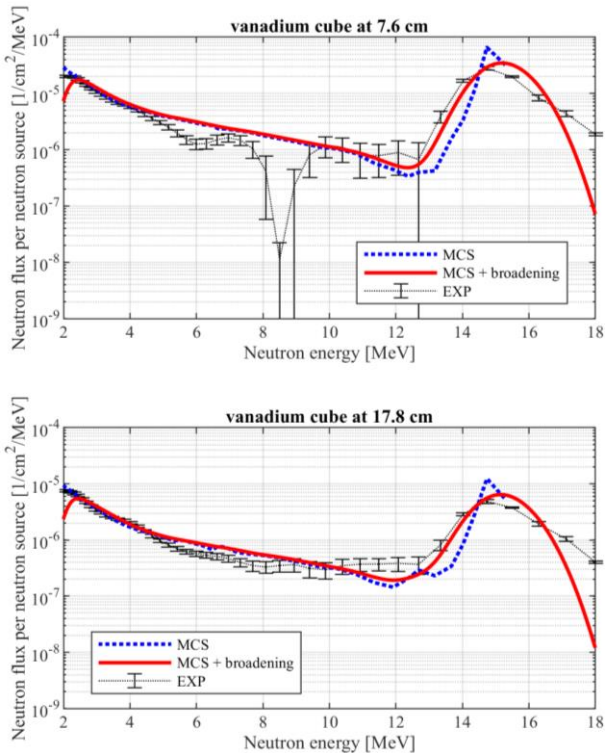 vanadium cube at 7.6 cm
Neutron flux per neutron source [1/cm²/MeV]
10⁻⁴
10⁻⁵
10⁻⁶
10⁻⁷
10⁻⁸
10⁻⁹
MCS
MCS + broadening
EXP
2 4 6 8 10 12 14 16 18
Neutron energy [MeV]
vanadium cube at 17.8 cm
Neutron flux per neutron source [1/cm²/MeV]
10⁻⁴
10⁻⁵
10⁻⁶
10⁻⁷
10⁻⁸
10⁻⁹
MCS
MCS + broadening
EXP
2 4 6 8 10 12 14 16 18
Neutron energy [MeV]